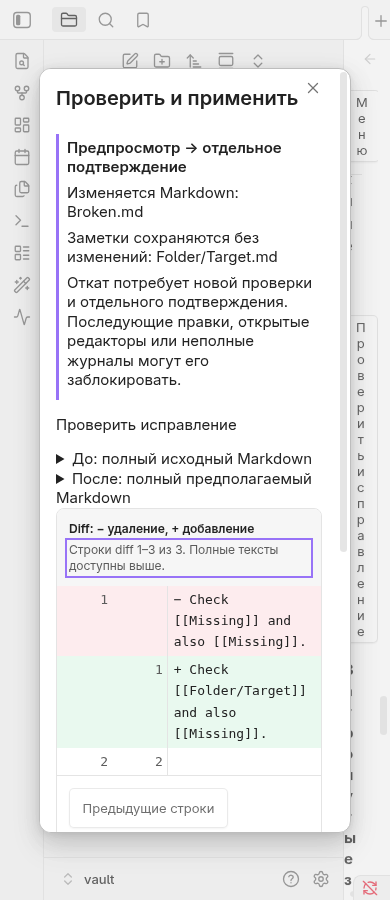 Проверить и применить
Предпросмотр → отдельное
подтверждение
Изменяется Markdown:
Broken.md
Заметки сохраняются без
изменений: Folder/Target.md
Откат потребует новой проверки
и отдельного подтверждения.
Последующие правки, открытые
редакторы или неполные
журналы могут его
заблокировать.
Проверить исправление
До: полный исходный Markdown
После: полный предполагаемый
Markdown
Diff: − удаление, + добавление
Строки diff 1–3 из 3. Полные тексты
доступны выше.
1 − Check
[[Missing]] and
also [[Missing]].
1 + Check
[[Folder/Target]]
and also
[[Missing]].
2 2
Предыдущие строки
vault
М
е
н
ю
П
р
о
в
е
р
и
т
ь
и
с
п
р
а
в
л
е
н
и
е
ы
е
з